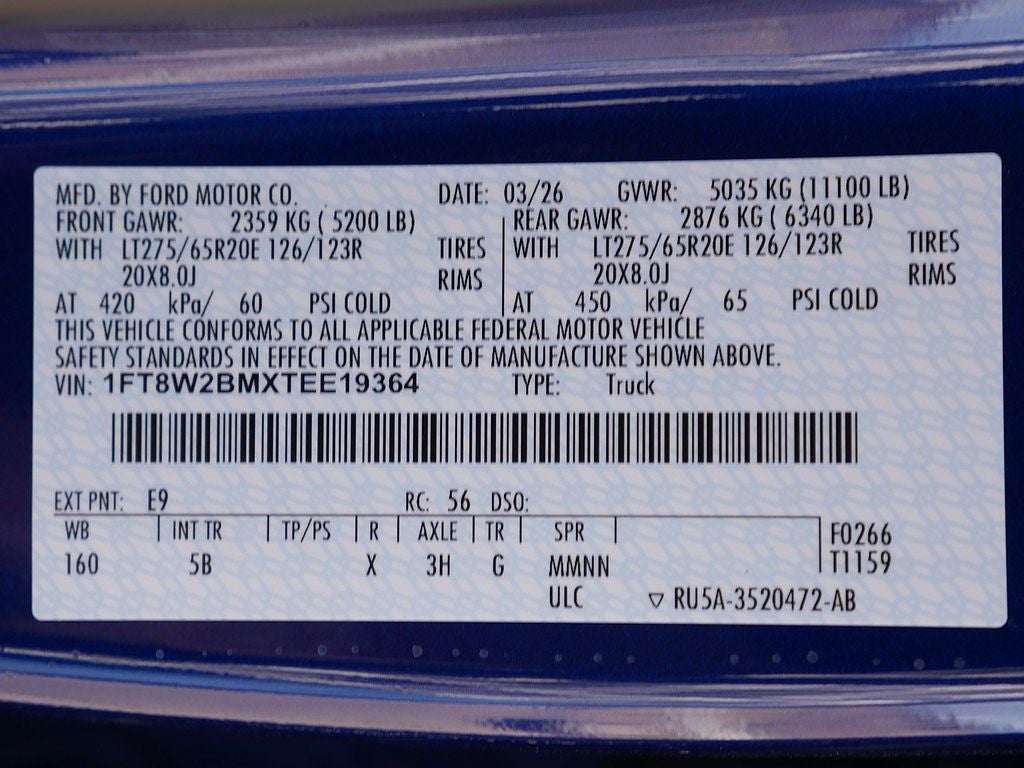 MFD. BY FORD MOTOR CO. DATE: 03/26 GVWR: 5035 KG (11100 LB)
FRONT GAWR: 2359 KG ( 5200 LB) REAR GAWR: 2876 KG ( 6340 LB)
WITH LT275/65R20E 126/123R TIRES WITH LT275/65R20E 126/123R TIRES
20X8.0J RIMS 20X8.0J RIMS
AT 420 kPa/ 60 PSI COLD AT 450 kPa/ 65 PSI COLD
THIS VEHICLE CONFORMS TO ALL APPLICABLE FEDERAL MOTOR VEHICLE
SAFETY STANDARDS IN EFFECT ON THE DATE OF MANUFACTURE SHOWN ABOVE.
VIN: 1FT8W2BMXTEE19364 TYPE: Truck
EXT PNT: E9 RC: 56 DSO:
WB INT TR TP/PS R AXLE TR SPR F0266
160 5B X 3H G MMNN T1159
ULC ▽ RU5A-3520472-AB